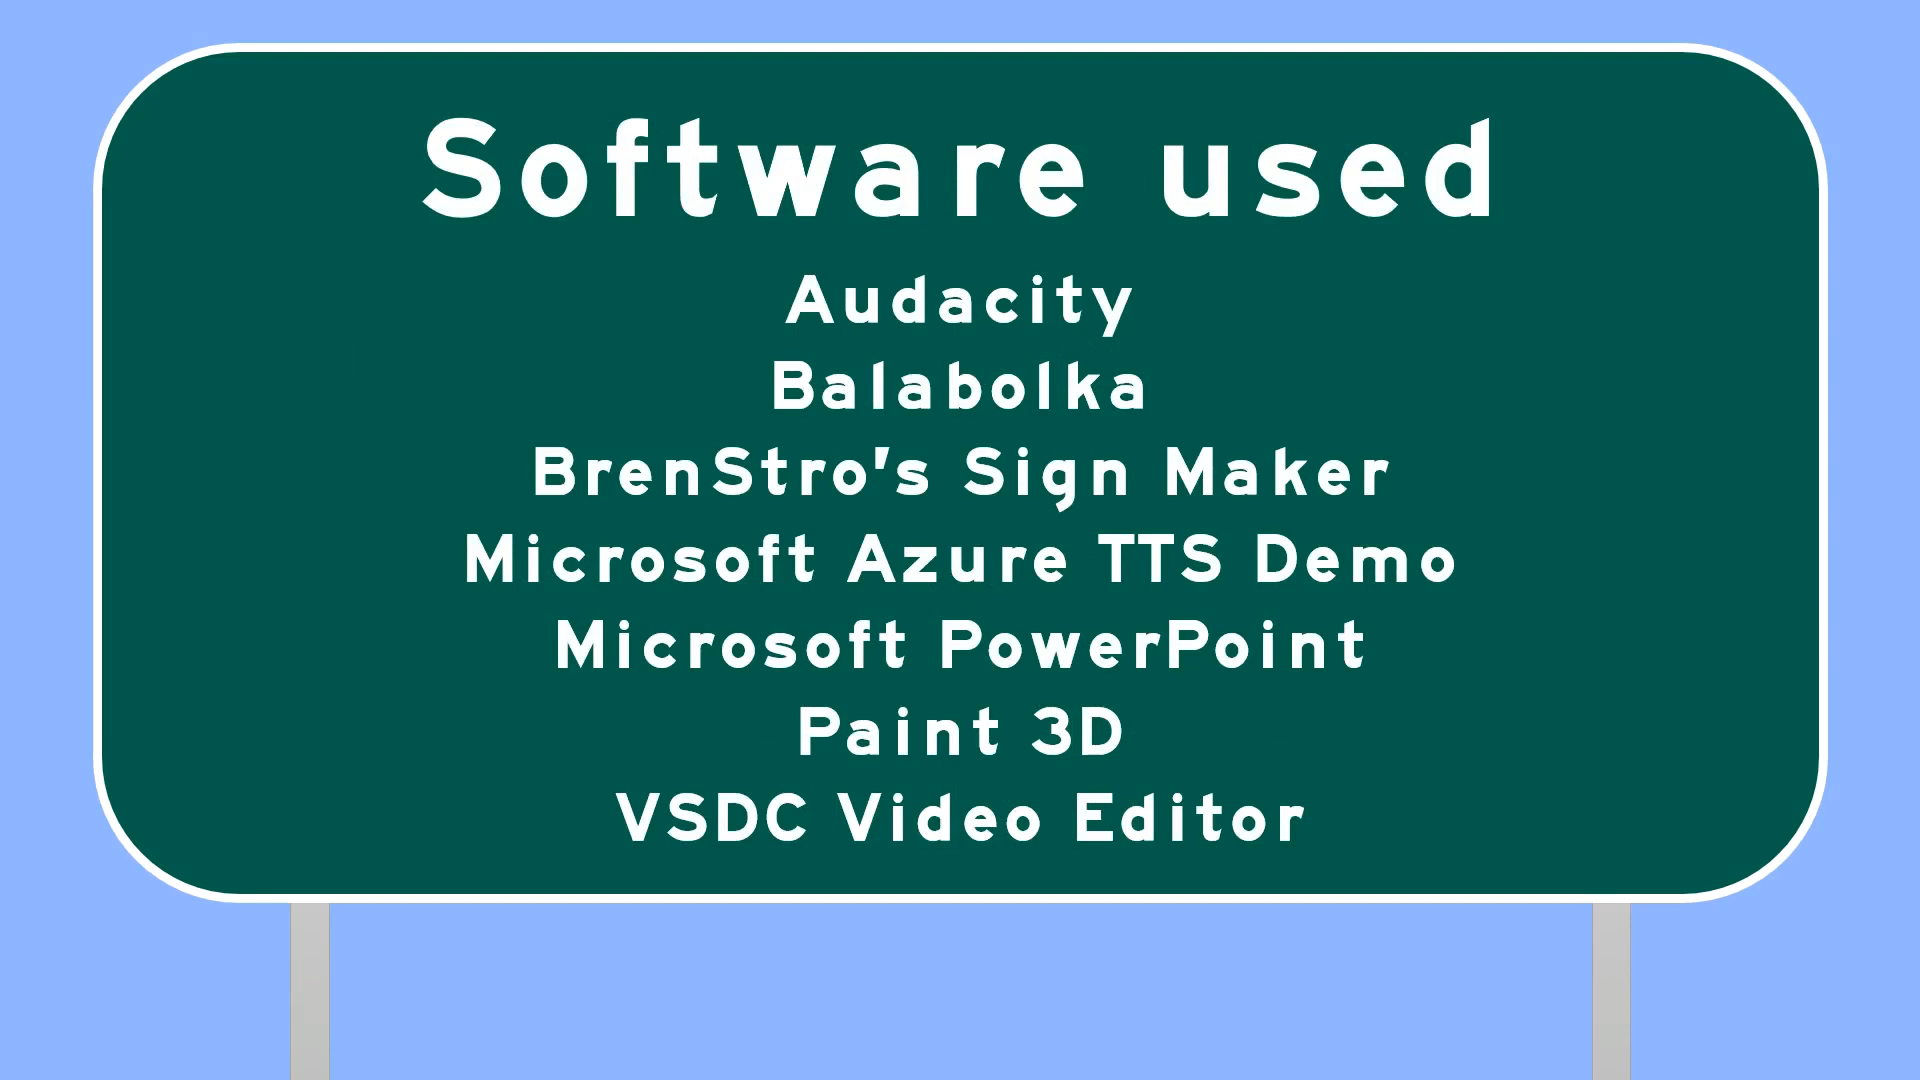 Software used
Audacity
Balabolka
BrenStro's Sign Maker
Microsoft Azure TTS Demo
Microsoft PowerPoint
Paint 3D
VSDC Video Editor